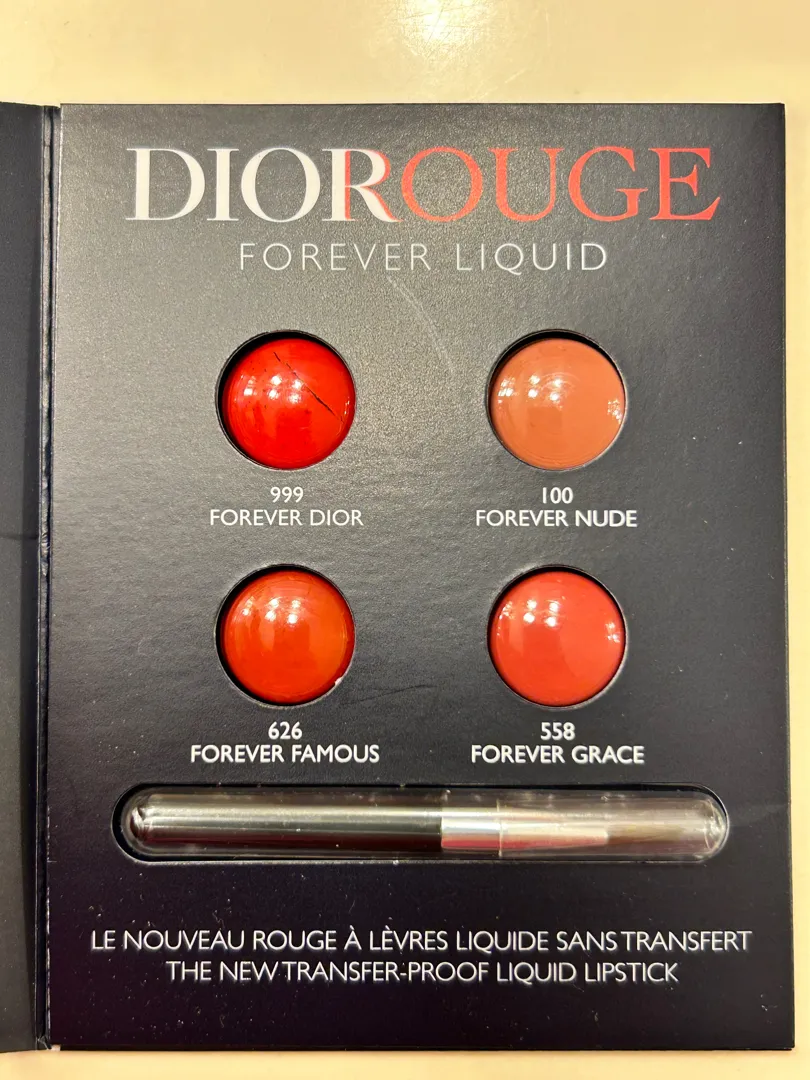 DIORROUGE
FOREVER LIQUID
999
FOREVER DIOR
100
FOREVER NUDE
626
FOREVER FAMOUS
558
FOREVER GRACE
LE NOUVEAU ROUGE À LÈVRES LIQUIDE SANS TRANSFERT
THE NEW TRANSFER-PROOF LIQUID LIPSTICK